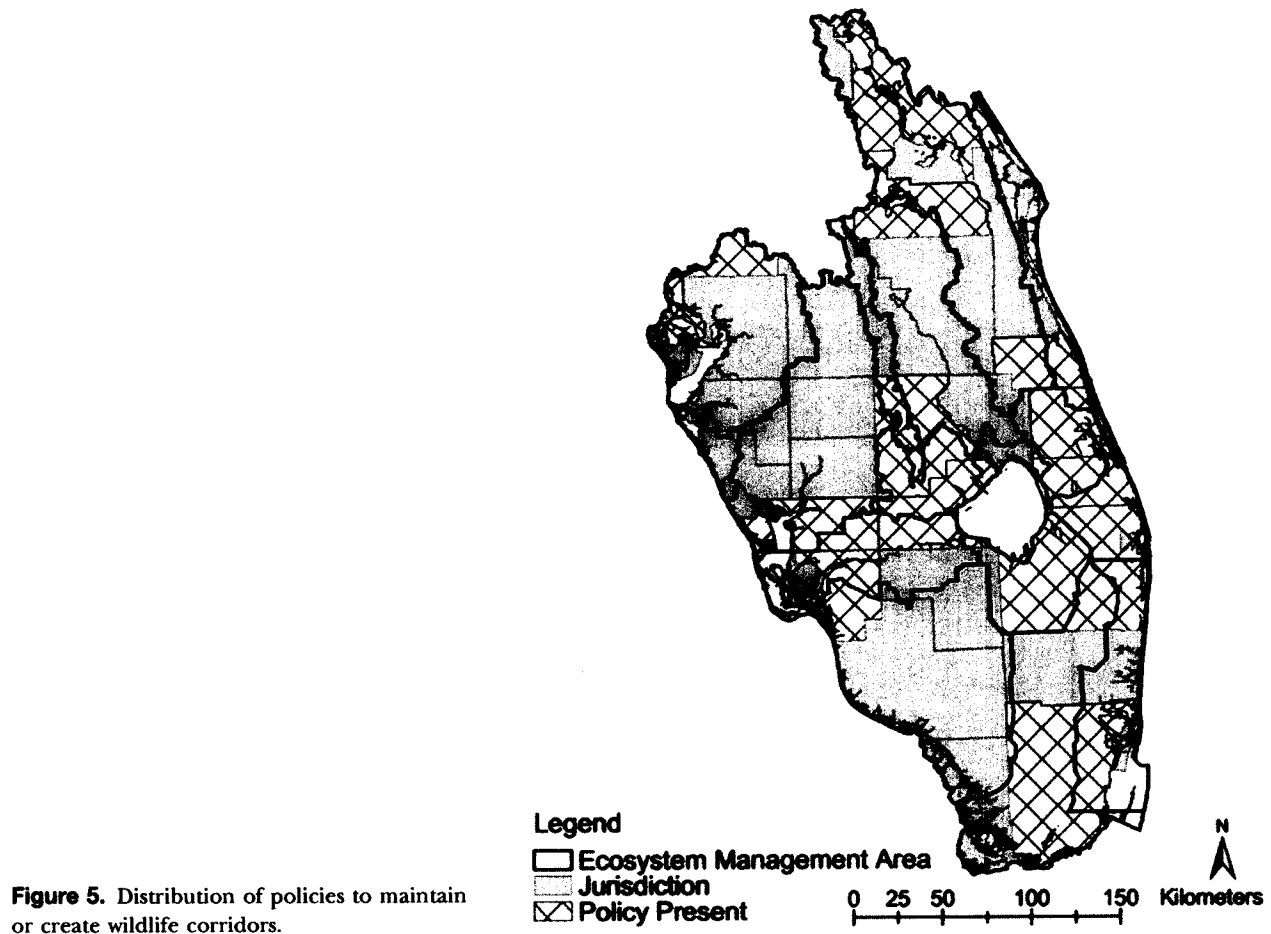 Legend
Ecosystem Management Area
Jurisdiction
Policy Present
N
0 25 50 100 150 Kilometers
Figure 5. Distribution of policies to maintain
or create wildlife corridors.